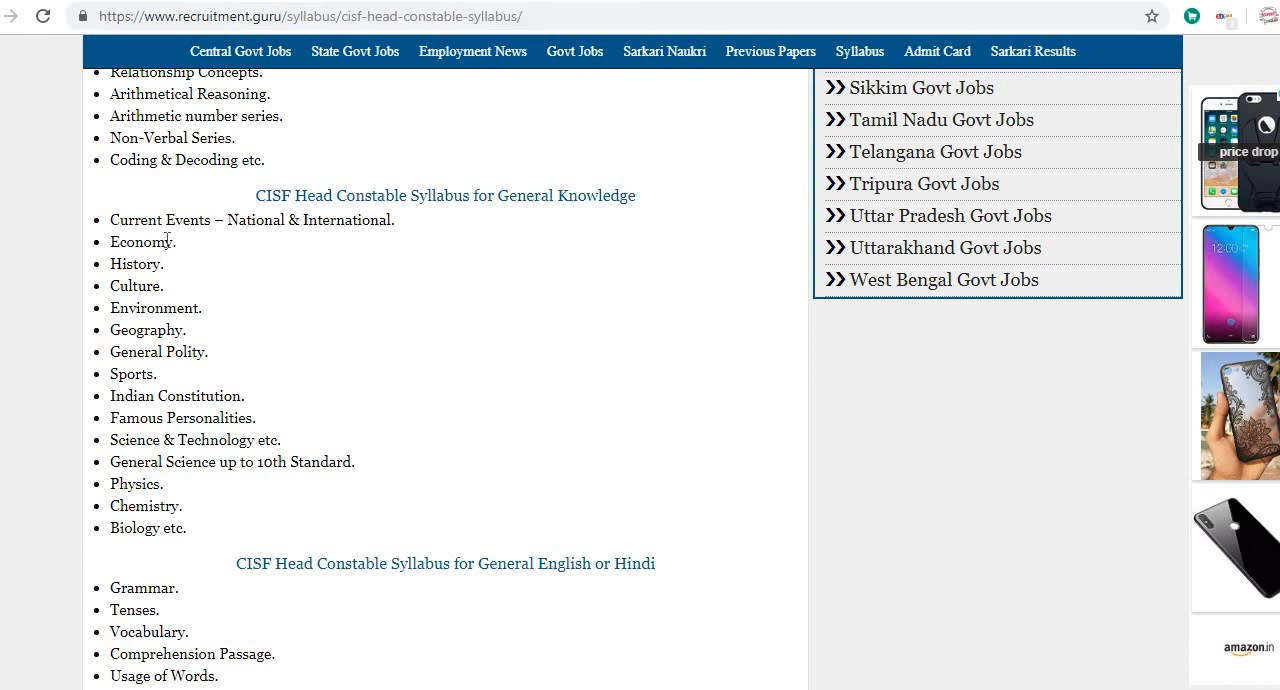 https://www.recruitment.guru/syllabus/cisf-head-constable-syllabus/
Central Govt Jobs State Govt Jobs Employment News Govt Jobs Sarkari Naukri Previous Papers Syllabus Admit Card Sarkari Results
Relationship Concepts.
Arithmetical Reasoning.
Arithmetic number series.
Non-Verbal Series.
Coding & Decoding etc.
CISF Head Constable Syllabus for General Knowledge
Current Events – National & International.
Economy.
History.
Culture.
Environment.
Geography.
General Polity.
Sports.
Indian Constitution.
Famous Personalities.
Science & Technology etc.
General Science up to 10th Standard.
Physics.
Chemistry.
Biology etc.
CISF Head Constable Syllabus for General English or Hindi
Grammar.
Tenses.
Vocabulary.
Comprehension Passage.
Usage of Words.
Sikkim Govt Jobs
Tamil Nadu Govt Jobs
Telangana Govt Jobs
Tripura Govt Jobs
Uttar Pradesh Govt Jobs
Uttarakhand Govt Jobs
West Bengal Govt Jobs
price drop
12:00
amazon.in